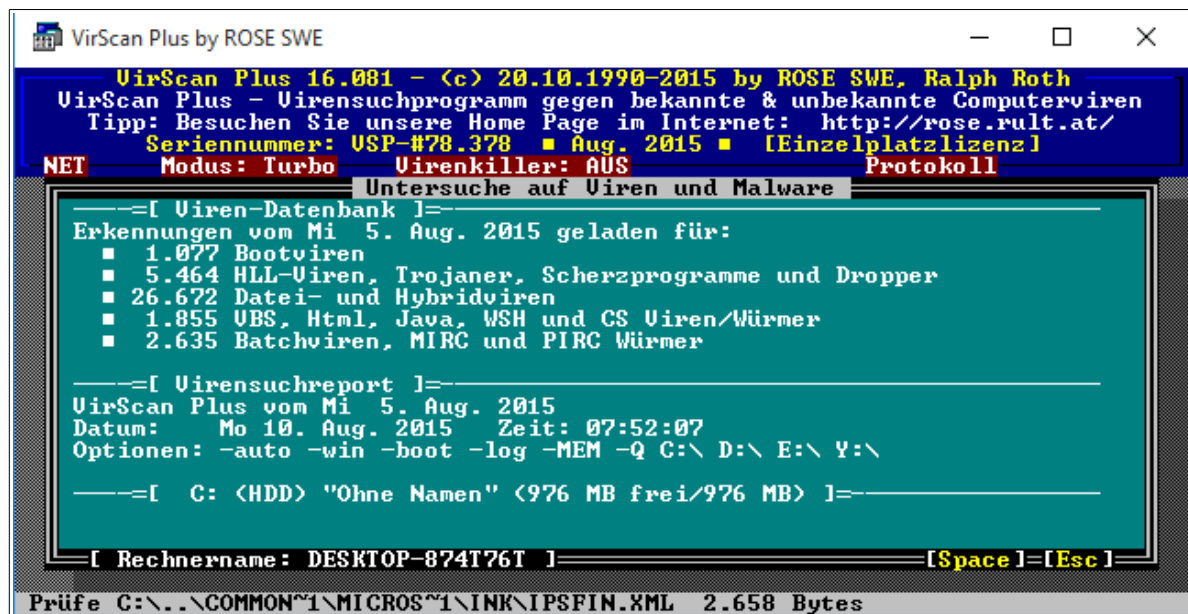 VirScan Plus by ROSE SWE
VirScan Plus 16.081 - (c) 20.10.1990-2015 by ROSE SWE, Ralph Roth
VirScan Plus - Virensuchprogramm gegen bekannte & unbekannte Computerviren
Tipp: Besuchen Sie unsere Home Page im Internet: http://rose.rult.at/
Seriennummer: VSP-#78.378 ■ Aug. 2015 ■ [Einzelplatzlizenz]
NET Modus: Turbo Virenkiller: AUS Protokoll
Untersuche auf Viren und Malware
=[ Viren-Datenbank ]=
Erkennungen vom Mi 5. Aug. 2015 geladen für:
■ 1.077 Bootviren
■ 5.464 HLL-Viren, Trojaner, Scherzprogramme und Dropper
■ 26.672 Datei- und Hybridviren
■ 1.855 VBS, Html, Java, WSH und CS Viren/Würmer
■ 2.635 Batchviren, MIRC und PIRC Würmer
=[ Virensuchreport ]=
VirScan Plus vom Mi 5. Aug. 2015
Datum: Mo 10. Aug. 2015 Zeit: 07:52:07
Optionen: -auto -win -boot -log -MEM -Q C:\ D:\ E:\ Y:\
=[ C: (HDD) "Ohne Namen" (976 MB frei/976 MB) ]=
[ Rechnername: DESKTOP-874T76T ] [Space]=[Esc]
Prüfe C:\..\COMMON~1\MICROS~1\INK\IPSFIN.XML 2.658 Bytes